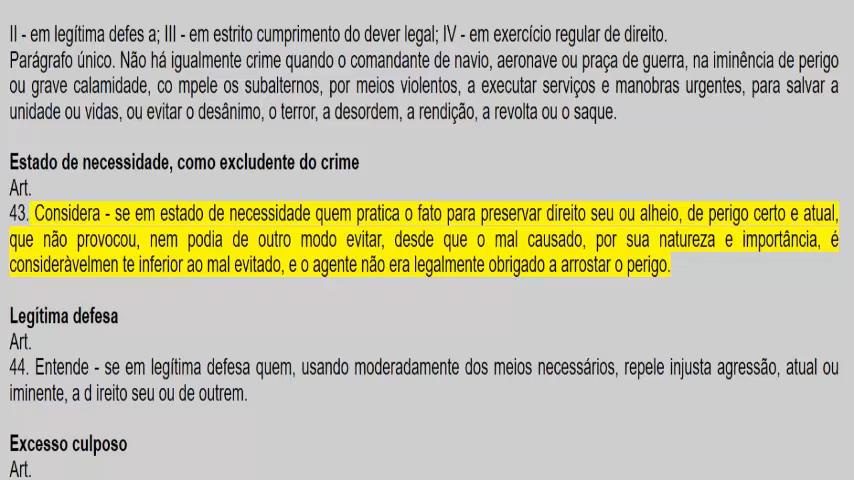 II - em legítima defes a; III - em estrito cumprimento do dever legal; IV - em exercício regular de direito.
Parágrafo único. Não há igualmente crime quando o comandante de navio, aeronave ou praça de guerra, na iminência de perigo
ou grave calamidade, co mpele os subalternos, por meios violentos, a executar serviços e manobras urgentes, para salvar a
unidade ou vidas, ou evitar o desânimo, o terror, a desordem, a rendição, a revolta ou o saque.
Estado de necessidade, como excludente do crime
Art.
43. Considera - se em estado de necessidade quem pratica o fato para preservar direito seu ou alheio, de perigo certo e atual,
que não provocou, nem podia de outro modo evitar, desde que o mal causado, por sua natureza e importância, é
consideràvelmen te inferior ao mal evitado, e o agente não era legalmente obrigado a arrostar o perigo.
Legítima defesa
Art.
44. Entende - se em legítima defesa quem, usando moderadamente dos meios necessários, repele injusta agressão, atual ou
iminente, a d ireito seu ou de outrem.
Excesso culposo
Art.